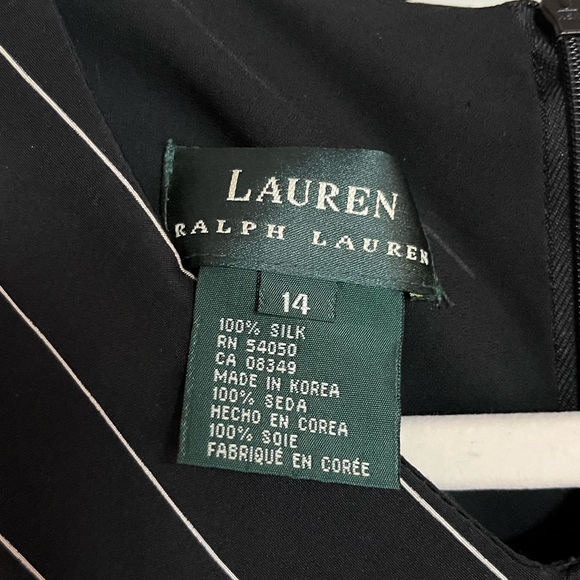 LAUREN
RALPH LAUREN
14
100% SILK
RN 54050
CA 08349
MADE IN KOREA
100% SEDA
HECHO EN COREA
100% SOIE
FABRIQUÉ EN CORÉE